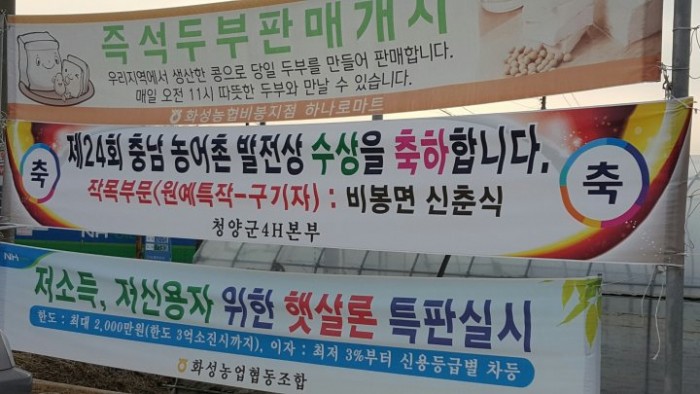 즉석두부판매개시
우리지역에서 생산한 콩으로 당일 두부를 만들어 판매합니다.
매일 오전 11시 따뜻한 두부와 만날 수 있습니다.
화성농협비봉지점 하나로마트
축
제24회 충남 농어촌 발전상 수상을 축하합니다.
작목부문(원예특작-구기자) : 비봉면 신춘식
청양군4H본부
축
NH
저소득, 저신용자 위한 햇살론 특판실시
한도 : 최대 2,000만원(한도 3억소진시까지), 이자 : 최저 3%부터 신용등급별 차등
화성농업협동조합